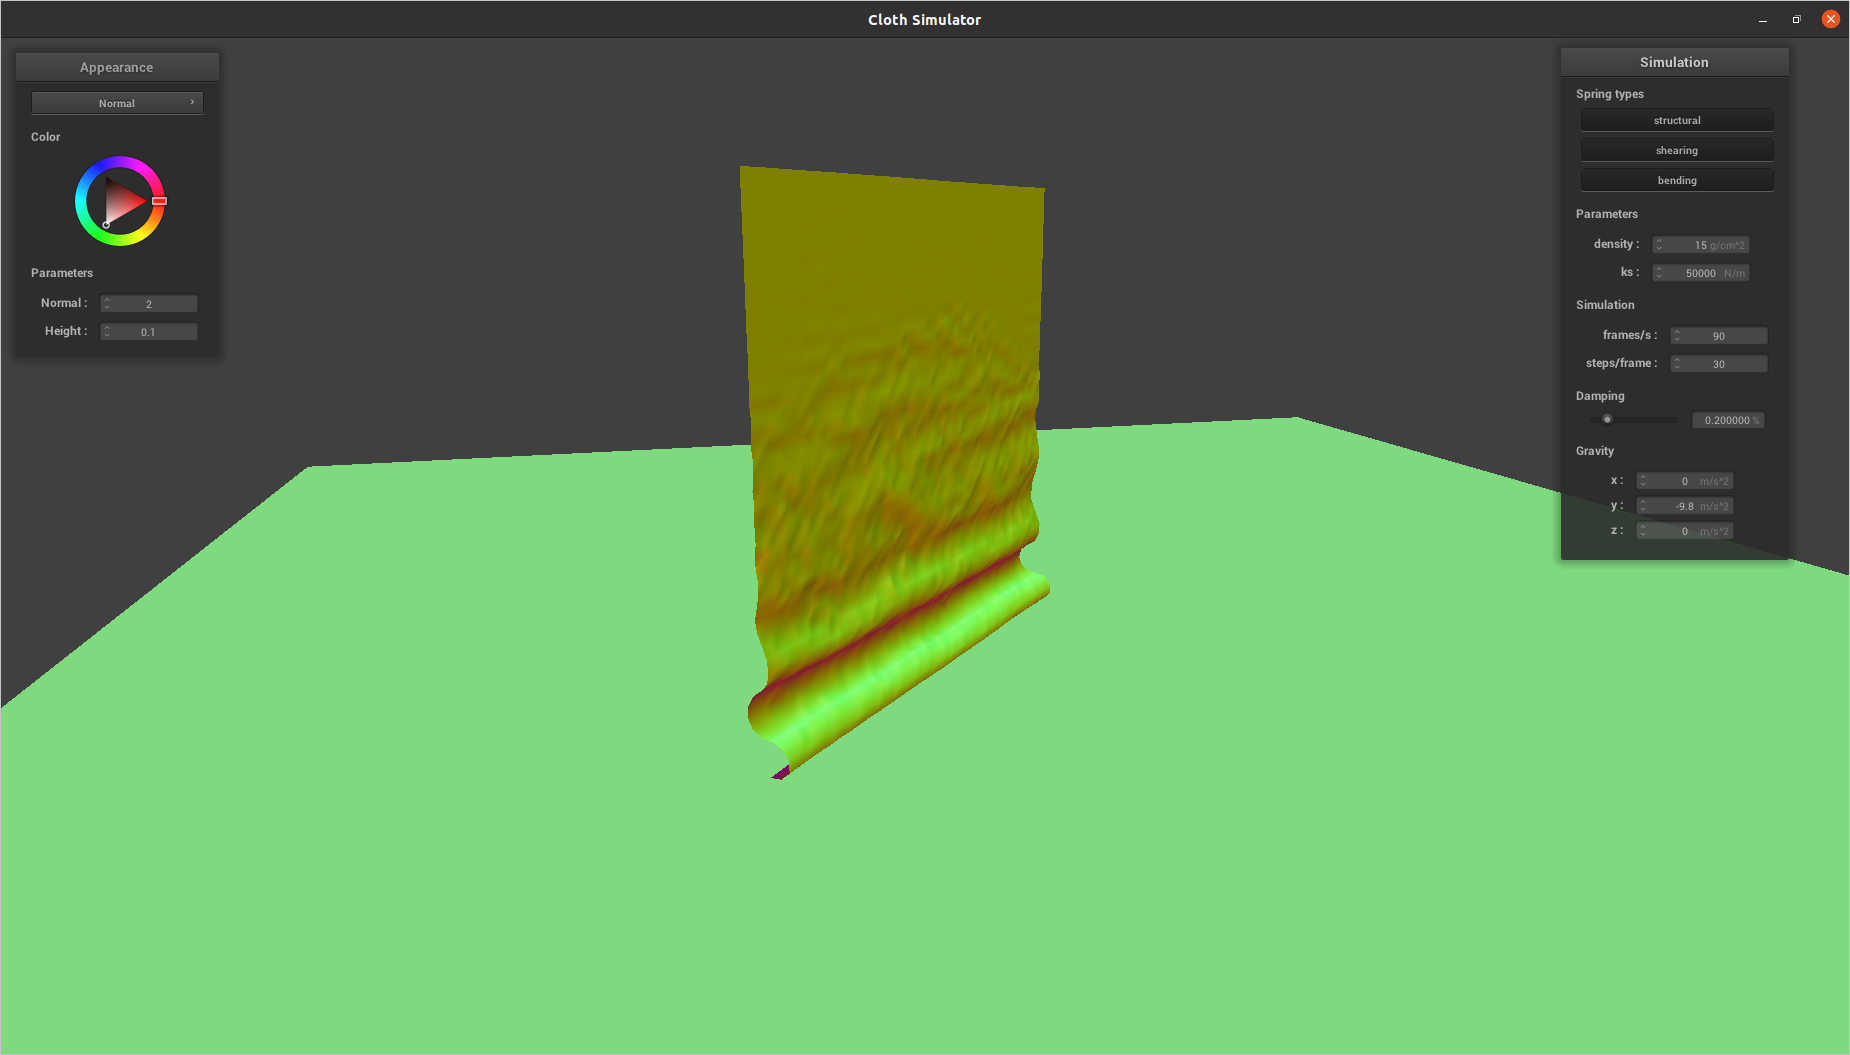 Cloth Simulator
Appearance
Normal
Color
Parameters
Normal : 2
Height : 0.1
Simulation
Spring types
structural
shearing
bending
Parameters
density : 15 g/cm^2
ks : 50000 N/m
Simulation
frames/s : 90
steps/frame : 30
Damping
0.200000 %
Gravity
x : 0 m/s^2
y : -9.8 m/s^2
z : 0 m/s^2